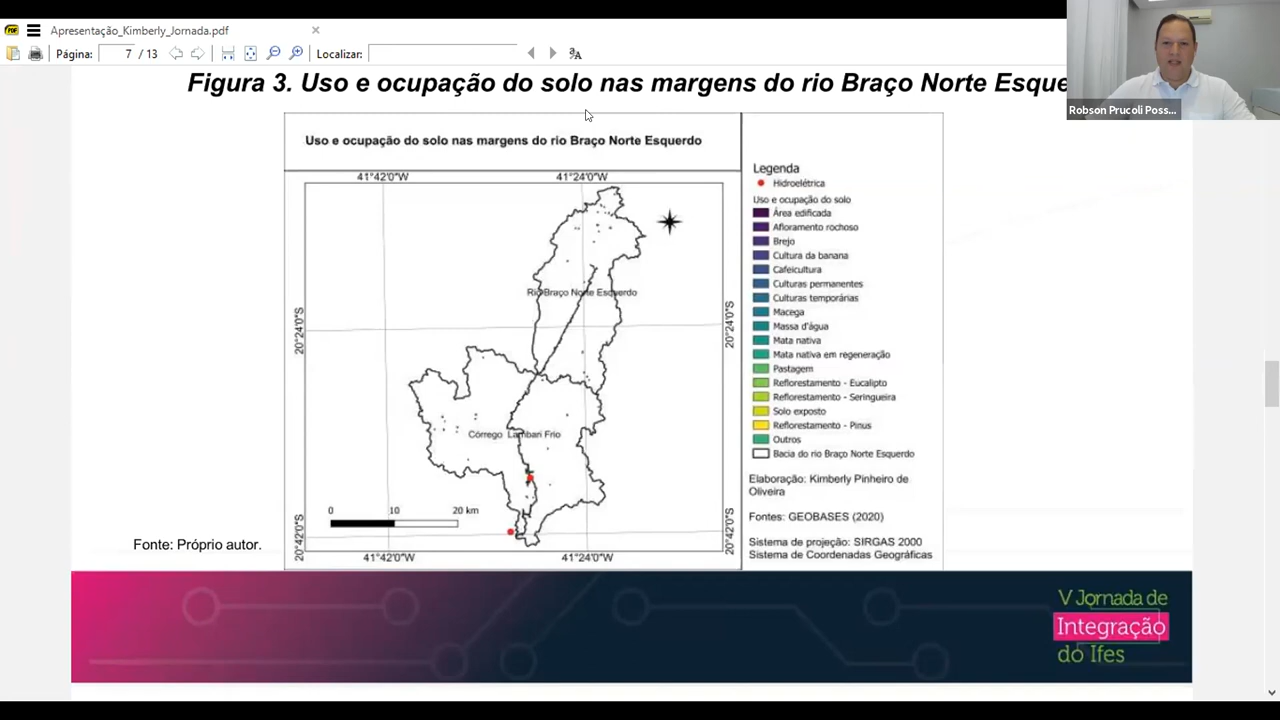 Apresentação_Kimberly_Jornada.pdf
Página: 7 / 13
Localizar:
Robson Prucoli Poss...
Figura 3. Uso e ocupação do solo nas margens do rio Braço Norte Esque
Uso e ocupação do solo nas margens do rio Braço Norte Esquerdo
41°42'0"W
41°24'0"W
20°24'0"S
20°24'0"S
Rio Braço Norte Esquerdo
Córrego Lambari Frio
0 10 20 km
20°42'0"S
20°42'0"S
41°42'0"W
41°24'0"W
Legenda
Hidroelétrica
Uso e ocupação do solo
Área edificada
Afloramento rochoso
Brejo
Cultura da banana
Cafeicultura
Culturas permanentes
Culturas temporárias
Macega
Massa d'água
Mata nativa
Mata nativa em regeneração
Pastagem
Reflorestamento - Eucalipto
Reflorestamento - Seringueira
Solo exposto
Reflorestamento - Pinus
Outros
Bacia do rio Braço Norte Esquerdo
Elaboração: Kimberly Pinheiro de
Oliveira
Fontes: GEOBASES (2020)
Sistema de projeção: SIRGAS 2000
Sistema de Coordenadas Geográficas
Fonte: Próprio autor.
V Jornada de
Integração
do Ifes